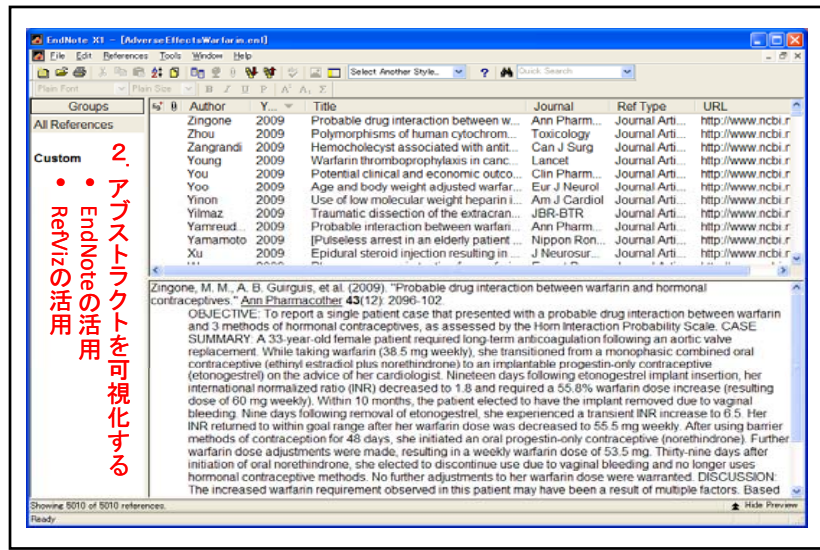 EndNote X1 - [AdverseEffectsWarfarin.enl]
File Edit References Tools Window Help
Select Another Style...
Quick Search
Plain Font Plain Size B I U P A¹ A₁ Σ
Groups
All References
Custom
Author Y... Title Journal Ref Type URL
Zingone 2009 Probable drug interaction between w... Ann Pharm... Journal Arti... http://www.ncbi.r
Zhou 2009 Polymorphisms of human cytochrom... Toxicology Journal Arti... http://www.ncbi.r
Zangrandi 2009 Hemocholecyst associated with antit... Can J Surg Journal Arti... http://www.ncbi.r
Young 2009 Warfarin thromboprophylaxis in canc... Lancet Journal Arti... http://www.ncbi.r
You 2009 Potential clinical and economic outco... Clin Pharm... Journal Arti... http://www.ncbi.r
Yoo 2009 Age and body weight adjusted warfar... Eur J Neurol Journal Arti... http://www.ncbi.r
Yinon 2009 Use of low molecular weight heparin i... Am J Cardiol Journal Arti... http://www.ncbi.r
Yilmaz 2009 Traumatic dissection of the extracran... JBR-BTR Journal Arti... http://www.ncbi.r
Yamreud... 2009 Probable interaction between warfari... Ann Pharm... Journal Arti... http://www.ncbi.r
Yamamoto 2009 [Pulseless arrest in an elderly patient ... Nippon Ron... Journal Arti... http://www.ncbi.r
Xu 2009 Epidural steroid injection resulting in ... J Neurosur... Journal Arti... http://www.ncbi.r
2. アブストラクトを可視化する
• EndNoteの活用
• RefVizの活用
Zingone, M. M., A. B. Guirguis, et al. (2009). "Probable drug interaction between warfarin and hormonal
contraceptives." Ann Pharmacother 43(12): 2096-102.
OBJECTIVE: To report a single patient case that presented with a probable drug interaction between warfarin
and 3 methods of hormonal contraceptives, as assessed by the Horn Interaction Probability Scale. CASE
SUMMARY: A 33-year-old female patient required long-term anticoagulation following an aortic valve
replacement. While taking warfarin (38.5 mg weekly), she transitioned from a monophasic combined oral
contraceptive (ethinyl estradiol plus norethindrone) to an implantable progestin-only contraceptive
(etonogestrel) on the advice of her cardiologist. Nineteen days following etonogestrel implant insertion, her
international normalized ratio (INR) decreased to 1.8 and required a 55.8% warfarin dose increase (resulting
dose of 60 mg weekly). Within 10 months, the patient elected to have the implant removed due to vaginal
bleeding. Nine days following removal of etonogestrel, she experienced a transient INR increase to 6.5. Her
INR returned to within goal range after her warfarin dose was decreased to 55.5 mg weekly. After using barrier
methods of contraception for 48 days, she initiated an oral progestin-only contraceptive (norethindrone). Further
warfarin dose adjustments were made, resulting in a weekly warfarin dose of 53.5 mg. Thirty-nine days after
initiation of oral norethindrone, she elected to discontinue use due to vaginal bleeding and no longer uses
hormonal contraceptive methods. No further adjustments to her warfarin dose were warranted. DISCUSSION:
The increased warfarin requirement observed in this patient may have been a result of multiple factors. Based
Showing 5010 of 5010 references.
Hide Preview
Ready